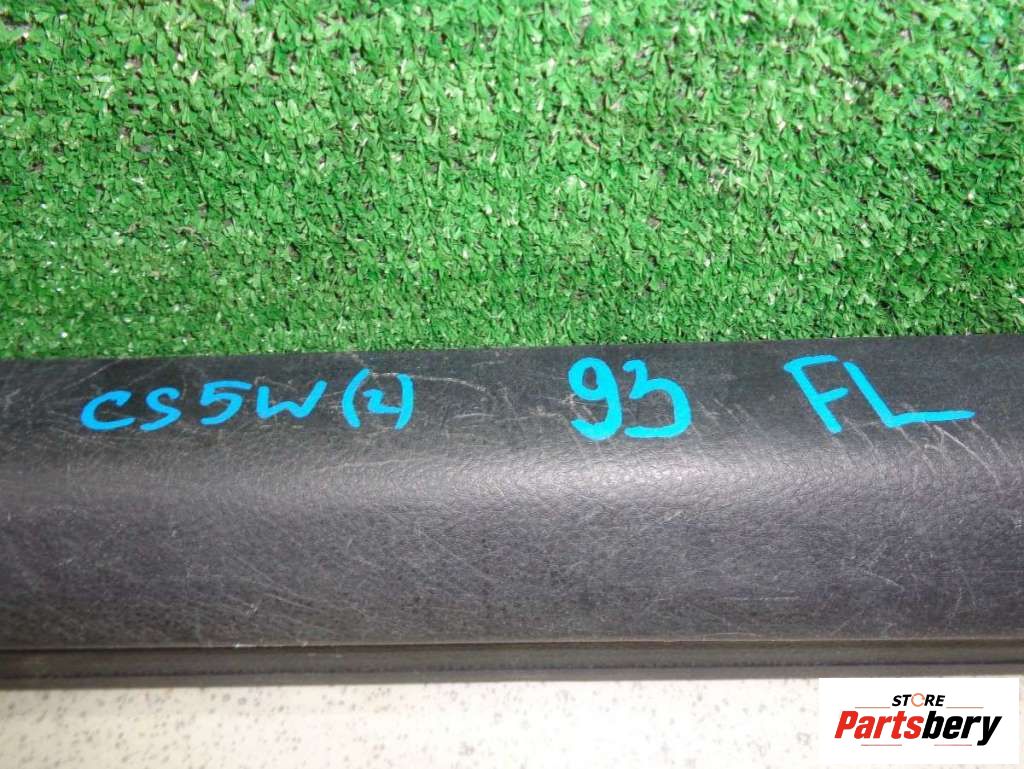 CS5W(2) 93 FL
STORE
Partsbery